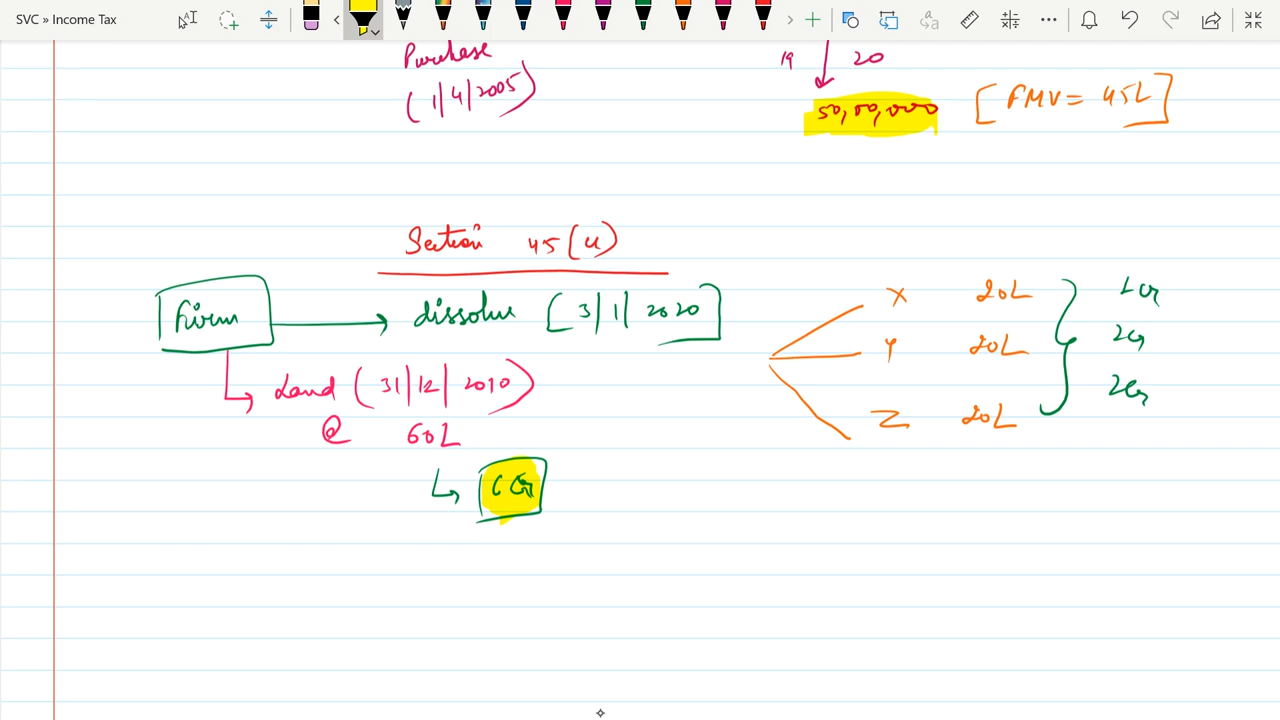 SVC » Income Tax
Purchase
19 20
(1/4/2005)
50,00,000 [FMV = 45L]
Section 45(4)
Firm dissolve [3/1/2020]
X 20L 2Cr
Y 20L 2Cr
Z 20L 2Cr
Land (31/12/2010)
@ 60L
6Cr